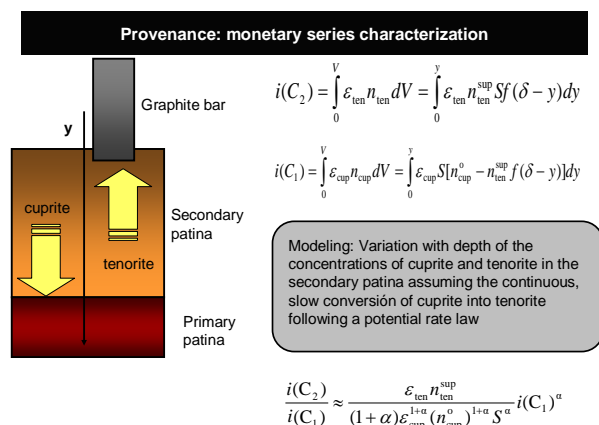 Provenance: monetary series characterization
Graphite bar
y
cuprite
tenorite
Secondary patina
Primary patina
i(C₂) = ∫₀^V ε_ten n_ten dV = ∫₀^y ε_ten n_ten^sup Sf(δ − y)dy
i(C₁) = ∫₀^V ε_cup n_cup dV = ∫₀^y ε_cup S[n_cup^o − n_ten^sup f(δ − y)]dy
Modeling: Variation with depth of the
concentrations of cuprite and tenorite in the
secondary patina assuming the continuous,
slow conversión of cuprite into tenorite
following a potential rate law
i(C₂)/i(C₁) ≈ ε_ten n_ten^sup / ((1+α)ε_cup^(1+α) (n_cup^o)^(1+α) S^α) i(C₁)^α